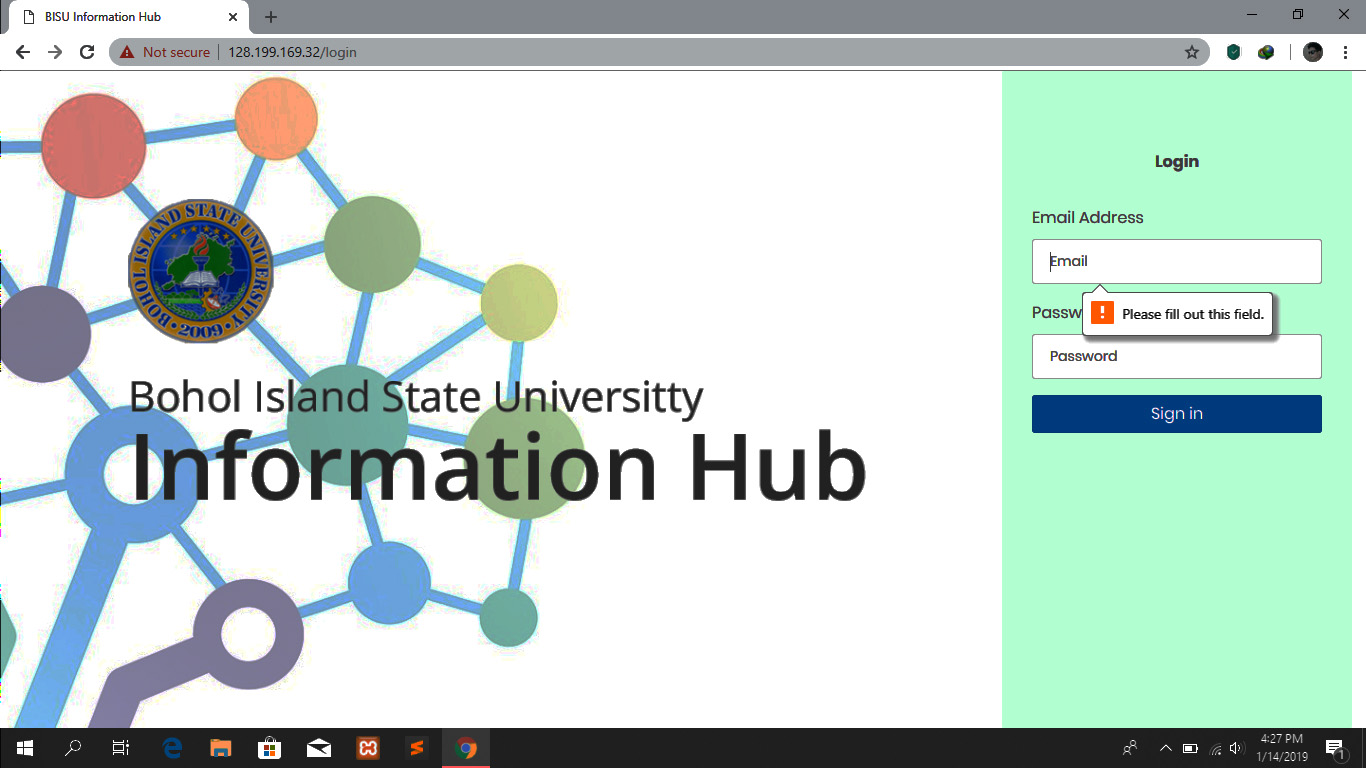 BISU Information Hub
Not secure 128.199.169.32/login
BOHOL ISLAND STATE UNIVERSITY
2009
Bohol Island State Universitty
Information Hub
Login
Email Address
Email
Passw
Please fill out this field.
Password
Sign in
4:27 PM
1/14/2019
1